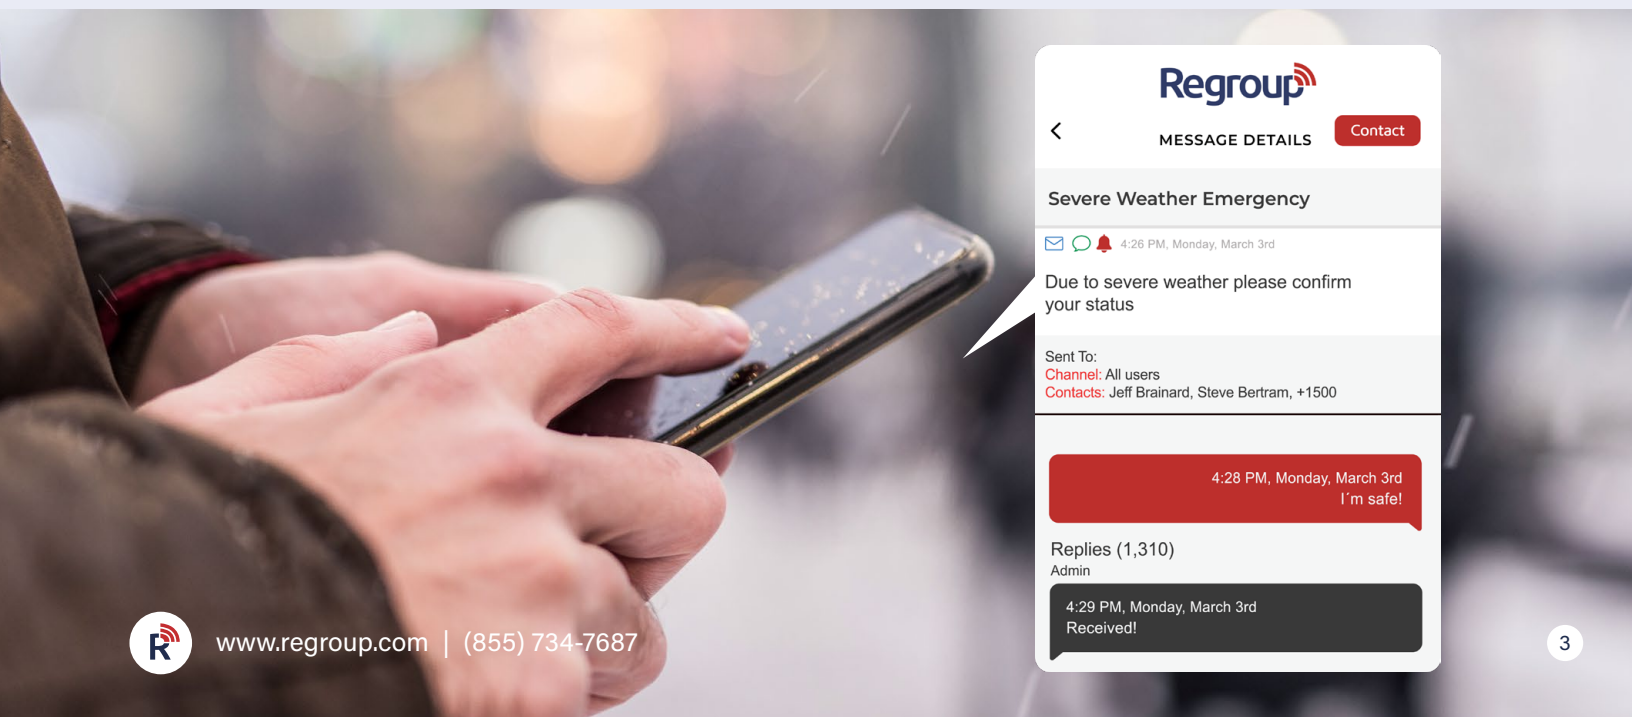 Regroup
<
MESSAGE DETAILS
Contact
Severe Weather Emergency
4:26 PM, Monday, March 3rd
Due to severe weather please confirm
your status
Sent To:
Channel: All users
Contacts: Jeff Brainard, Steve Bertram, +1500
4:28 PM, Monday, March 3rd
I´m safe!
Replies (1,310)
Admin
4:29 PM, Monday, March 3rd
Received!
R
www.regroup.com | (855) 734-7687
3